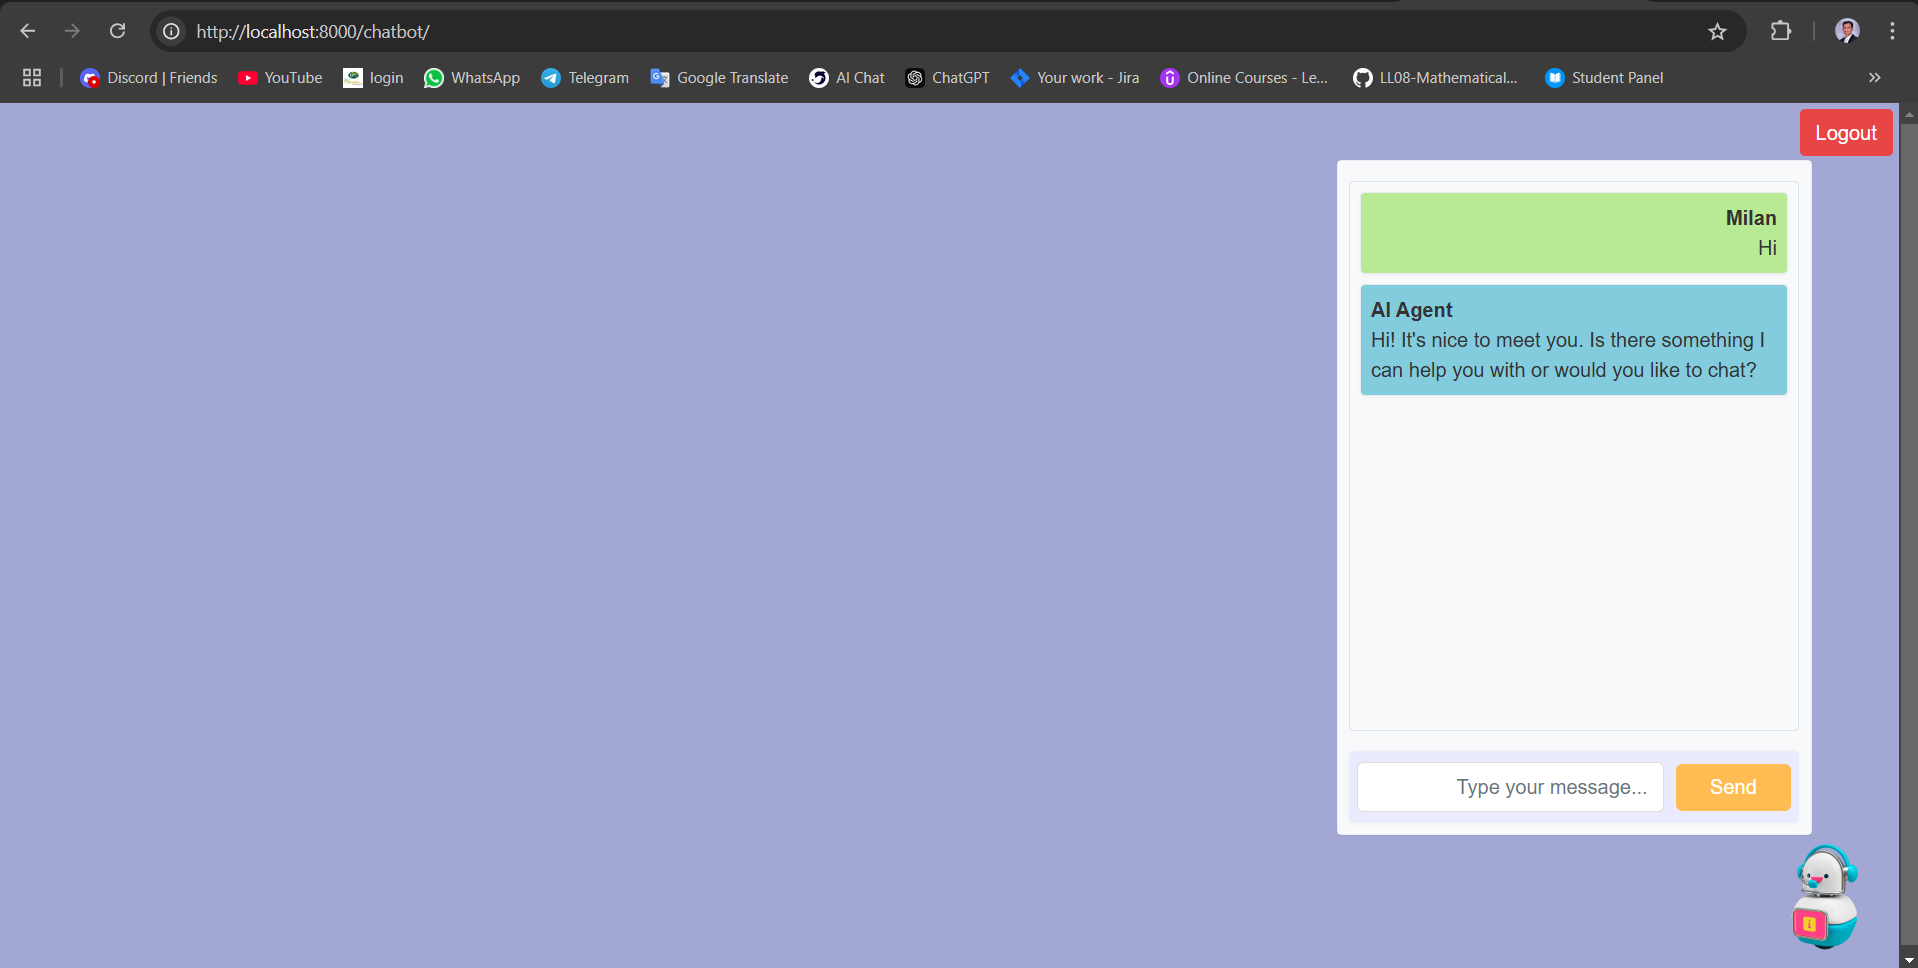 http://localhost:8000/chatbot/
Discord | Friends
YouTube
login
WhatsApp
Telegram
Google Translate
AI Chat
ChatGPT
Your work - Jira
Online Courses - Le...
LL08-Mathematical...
Student Panel
Logout
Milan
Hi
AI Agent
Hi! It's nice to meet you. Is there something I
can help you with or would you like to chat?
Type your message...
Send